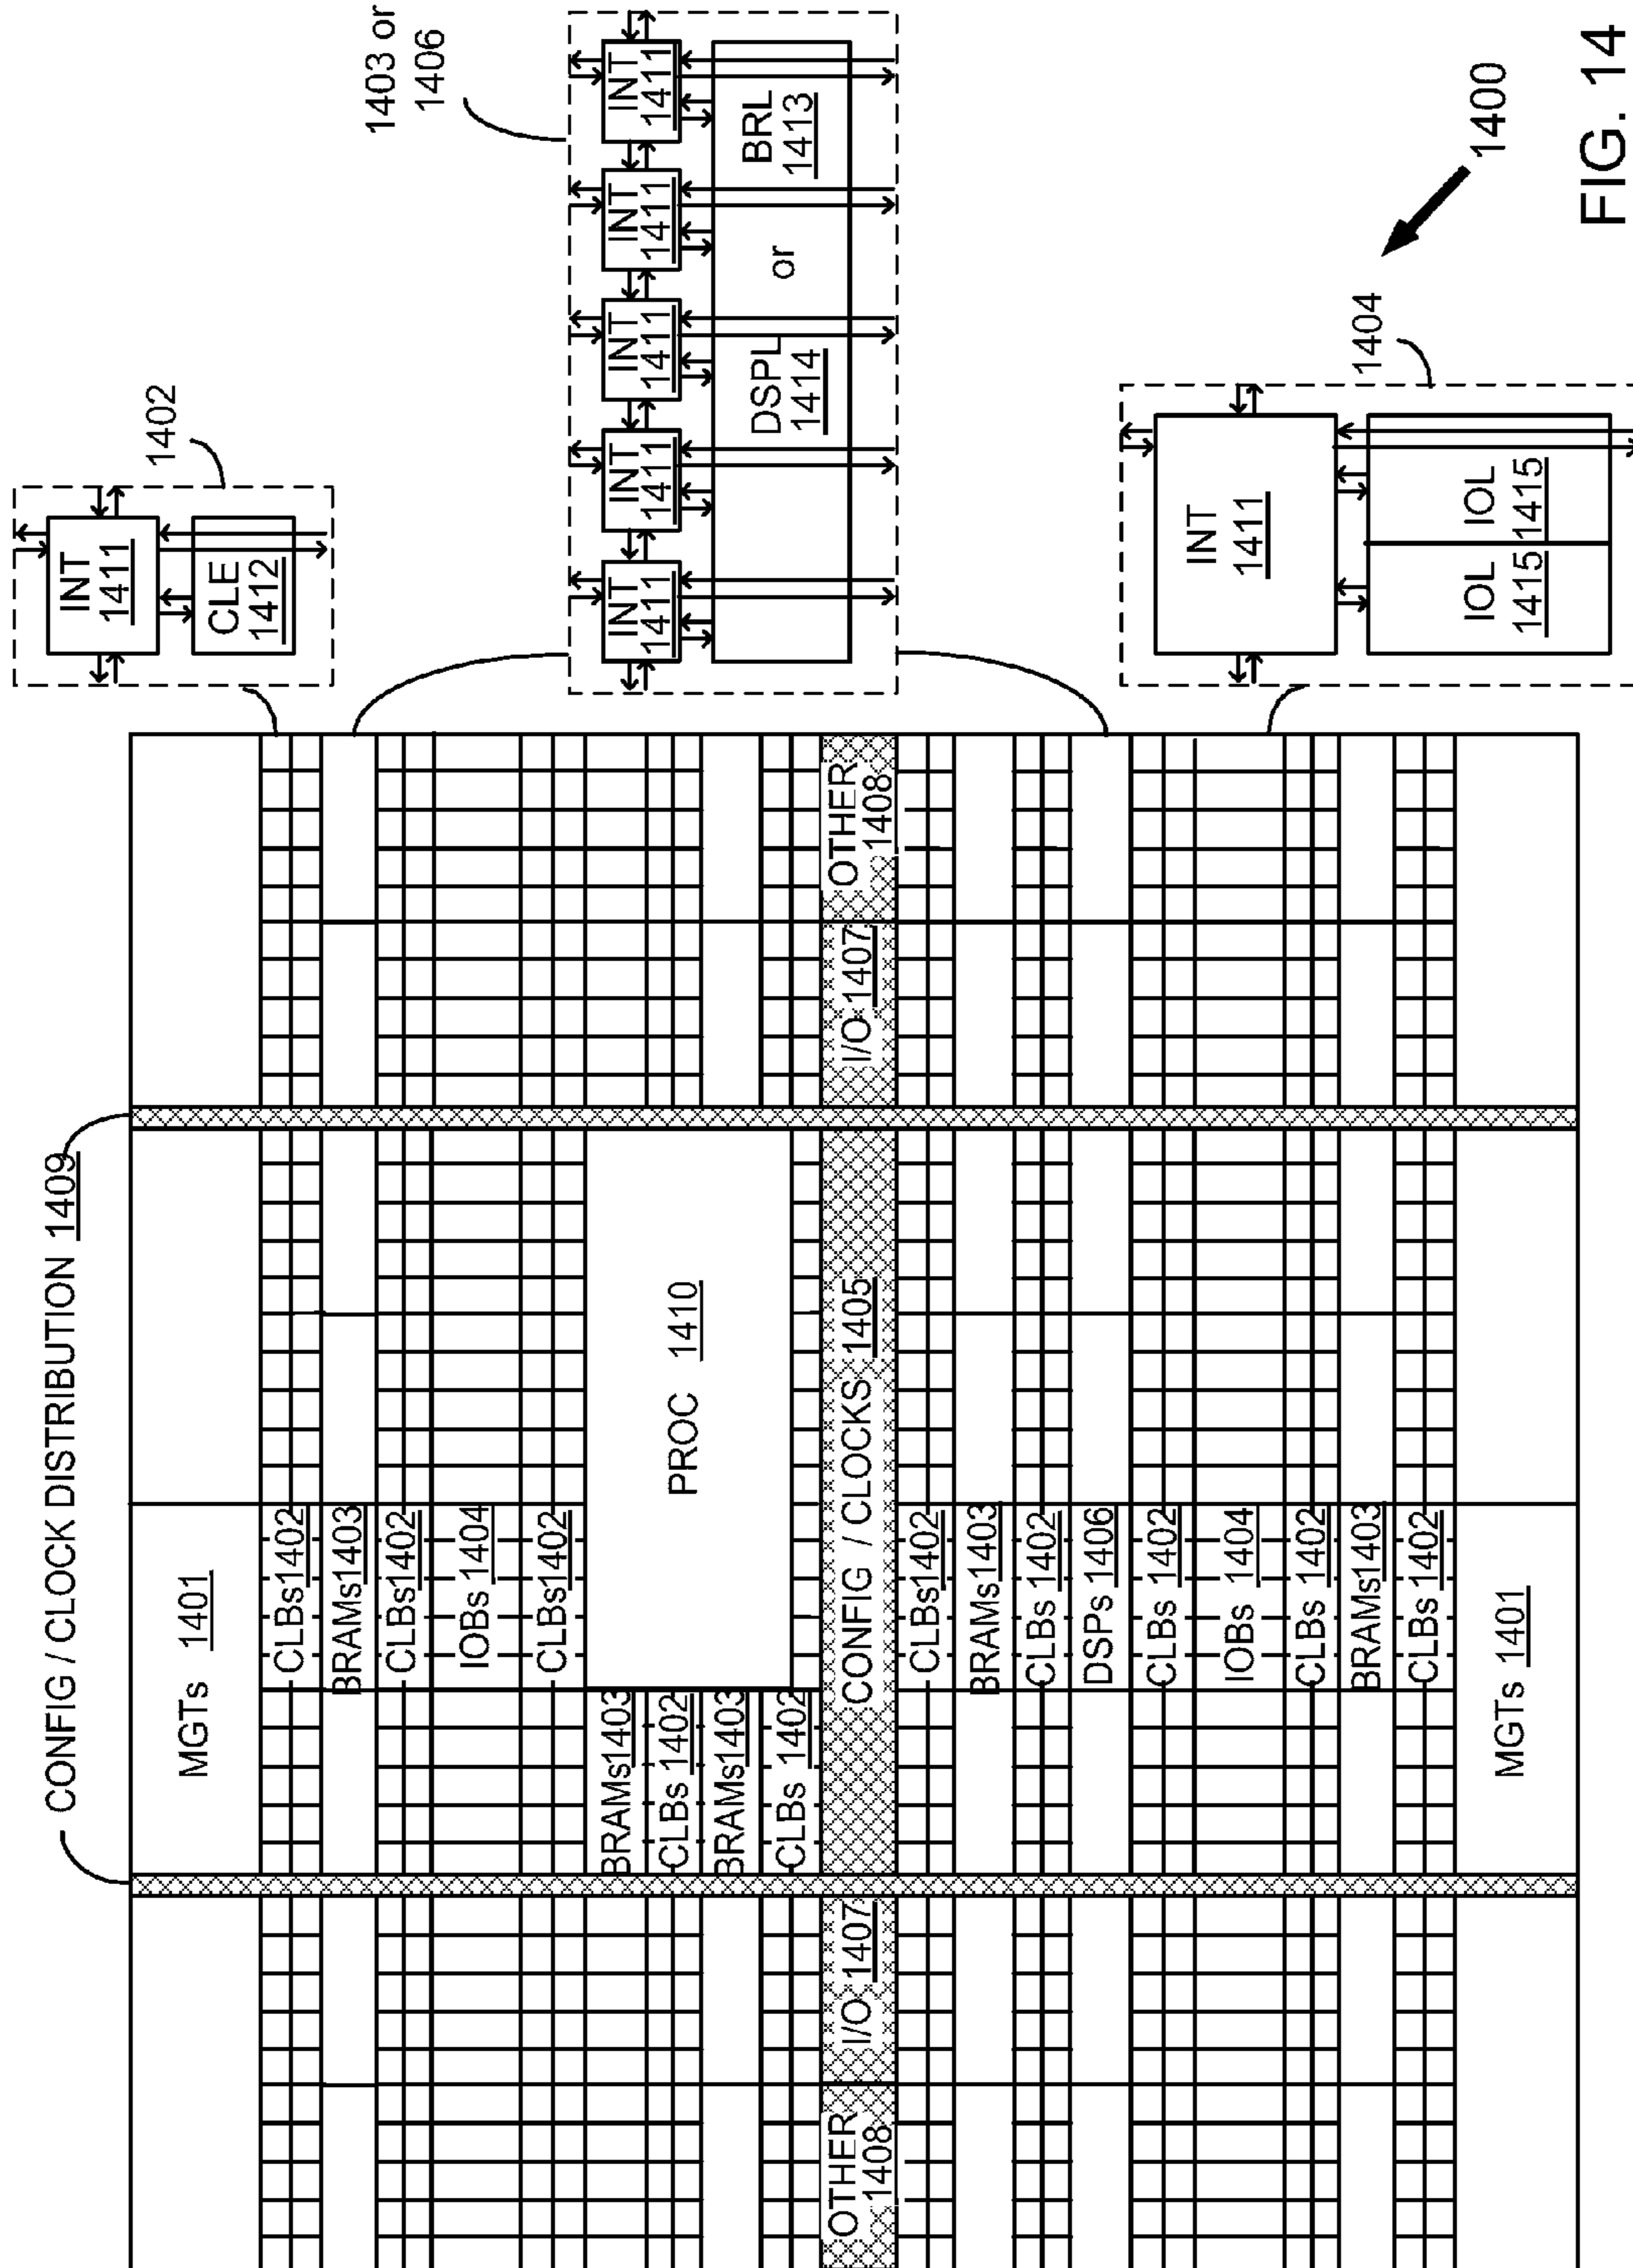 CONFIG / CLOCK DISTRIBUTION 1409
MGTs 1401
CLBs 1402
BRAMs 1403
CLBs 1402
IOBs 1404
CLBs 1402
PROC 1410
BRAMs 1403
CLBs 1402
BRAMs 1403
CLBs 1402
OTHER
1408
I/O 1407
CONFIG / CLOCKS 1405
I/O 1407
OTHER
1408
CLBs 1402
BRAMs 1403
CLBs 1402
DSPs 1406
CLBs 1402
IOBs 1404
CLBs 1402
BRAMs 1403
CLBs 1402
MGTs 1401
INT
1411
CLE
1412
1402
1403 or
1406
INT
1411
INT
1411
INT
1411
INT
1411
INT
1411
DSPL
1414
or
BRL
1413
INT
1411
IOL
1415
IOL
1415
1404
1400
FIG. 14